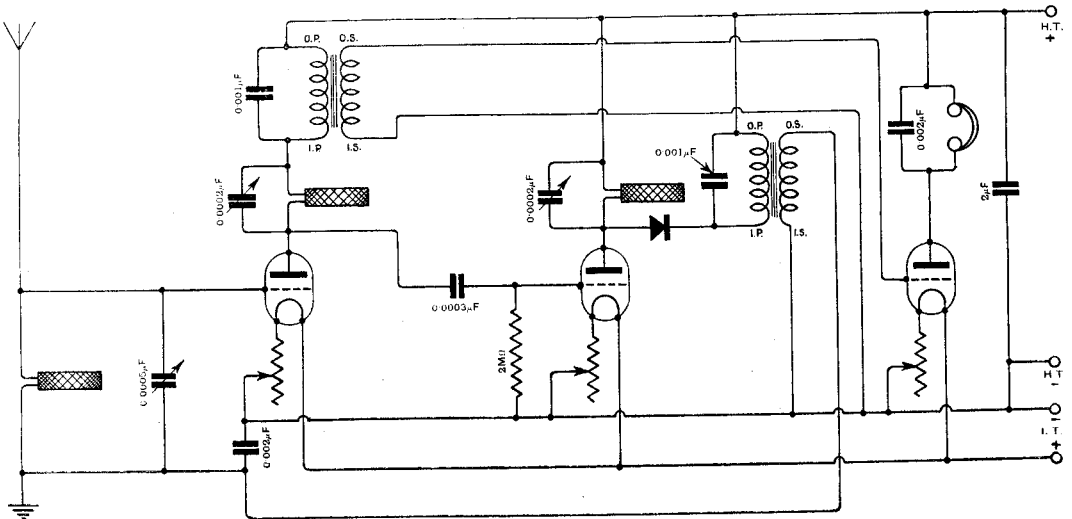 H.T.
+
O.P. O.S.
0·001μF
I.P. I.S.
0·0002μF
0·0002μF
0·001μF
O.P. O.S.
I.P. I.S.
0·002μF
2μF
0·0003μF
2MΩ
0·0005μF
0·002μF
H.T
-
-
L.T.
+